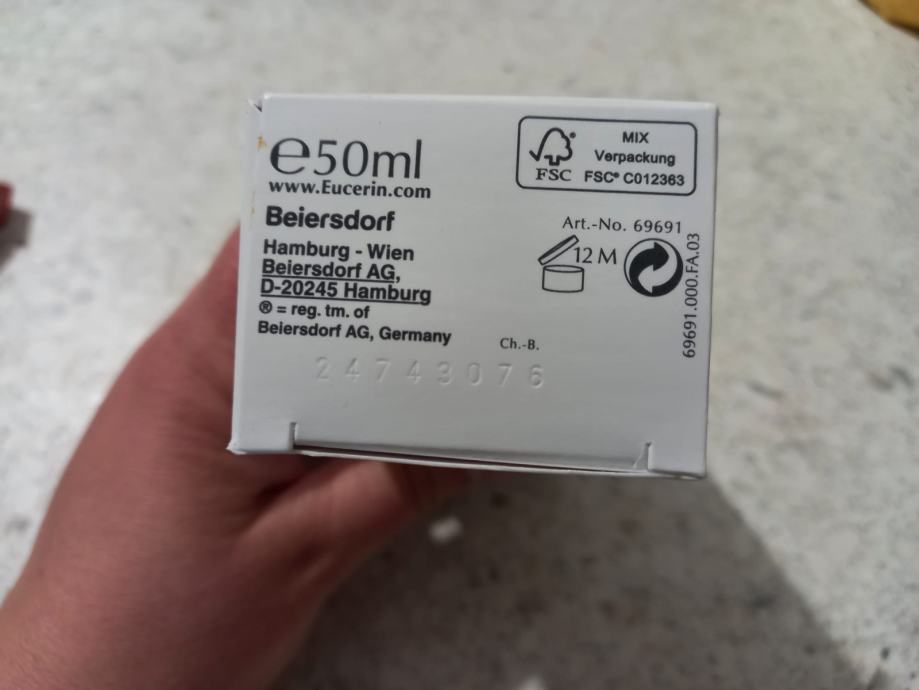 ℮50ml
www.Eucerin.com
Beiersdorf
Hamburg - Wien
Beiersdorf AG,
D-20245 Hamburg
® = reg. tm. of
Beiersdorf AG, Germany
FSC
MIX
Verpackung
FSC® C012363
Art.-No. 69691
12 M
69691.000.FA.03
Ch.-B.
24743076